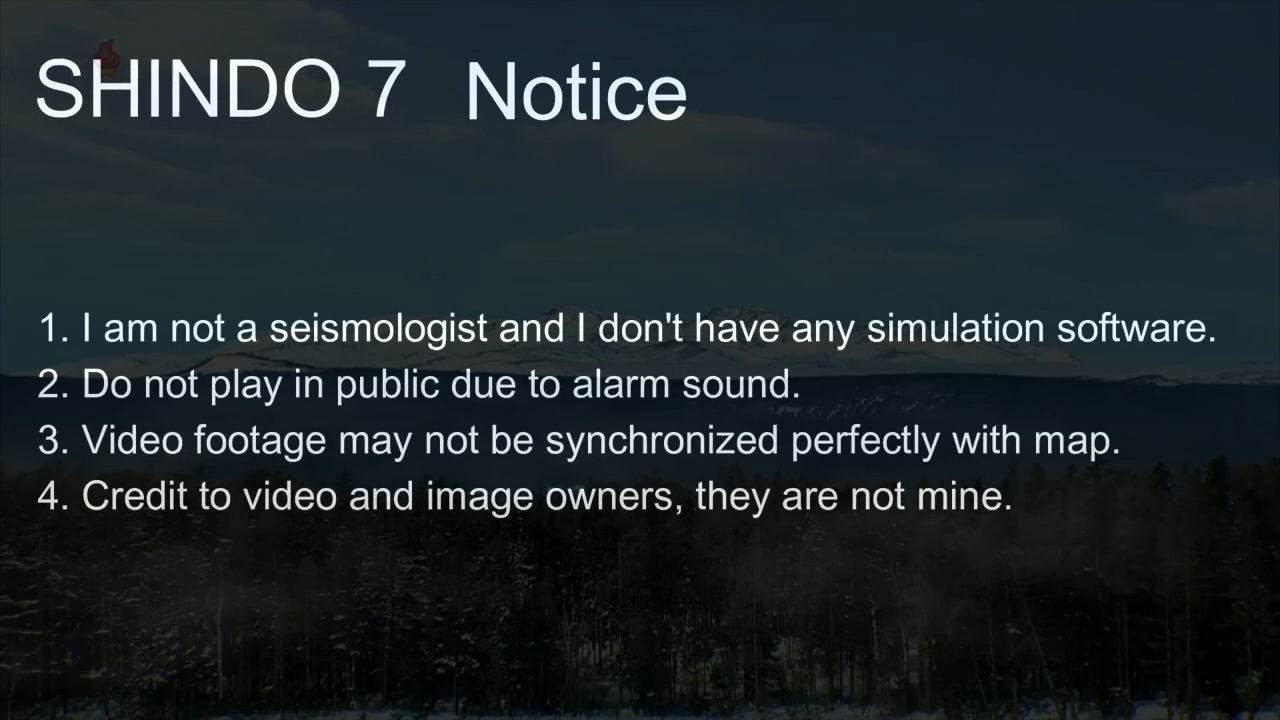 SHINDO 7 Notice
1. I am not a seismologist and I don't have any simulation software.
2. Do not play in public due to alarm sound.
3. Video footage may not be synchronized perfectly with map.
4. Credit to video and image owners, they are not mine.